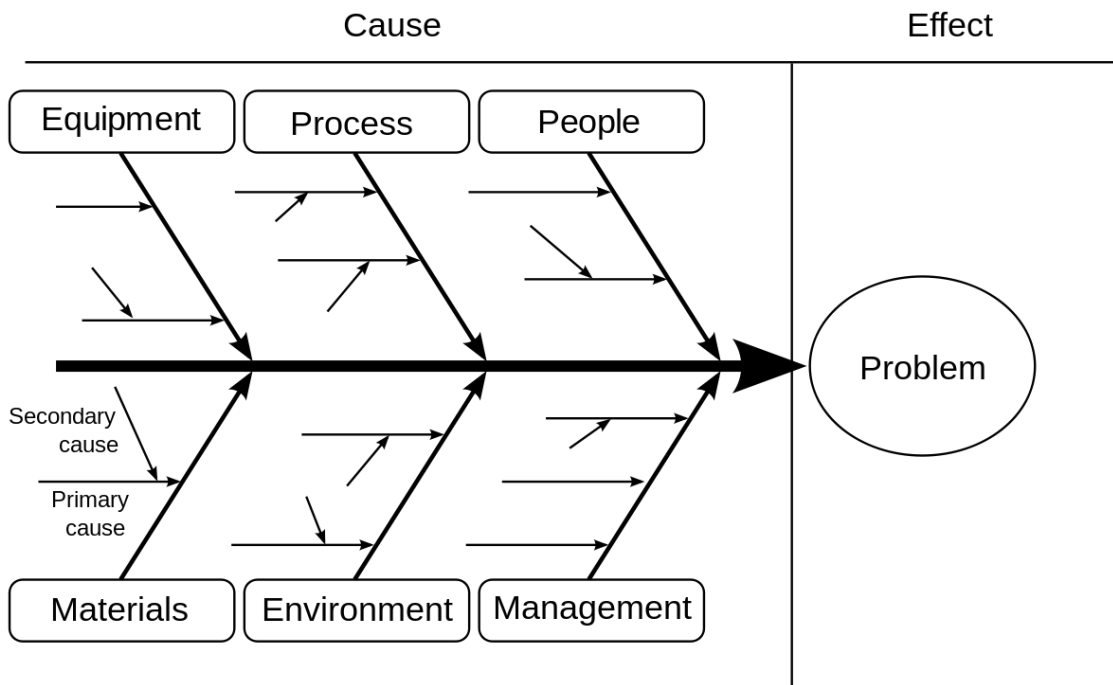 Cause
Effect
Equipment
Process
People
Problem
Secondary
cause
Primary
cause
Materials
Environment
Management